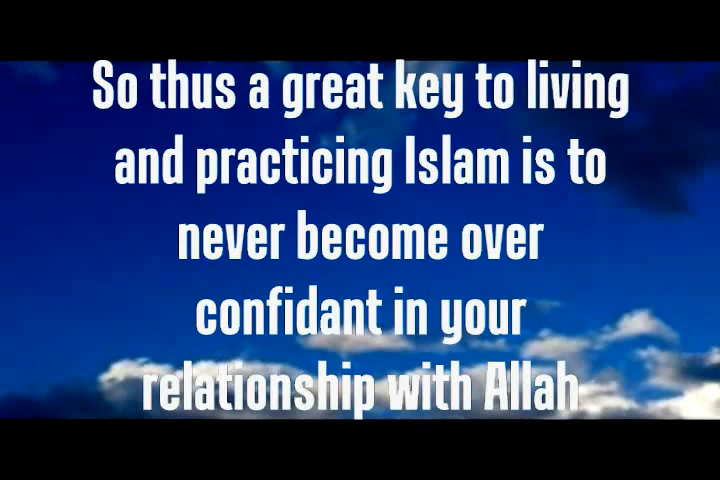 So thus a great key to living
and practicing Islam is to
never become over
confidant in your
relationship with Allah